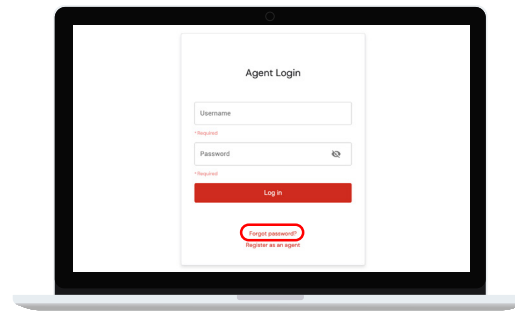 Agent Login
Username
*Required
Password
*Required
Log in
Forgot password?
Register as an agent